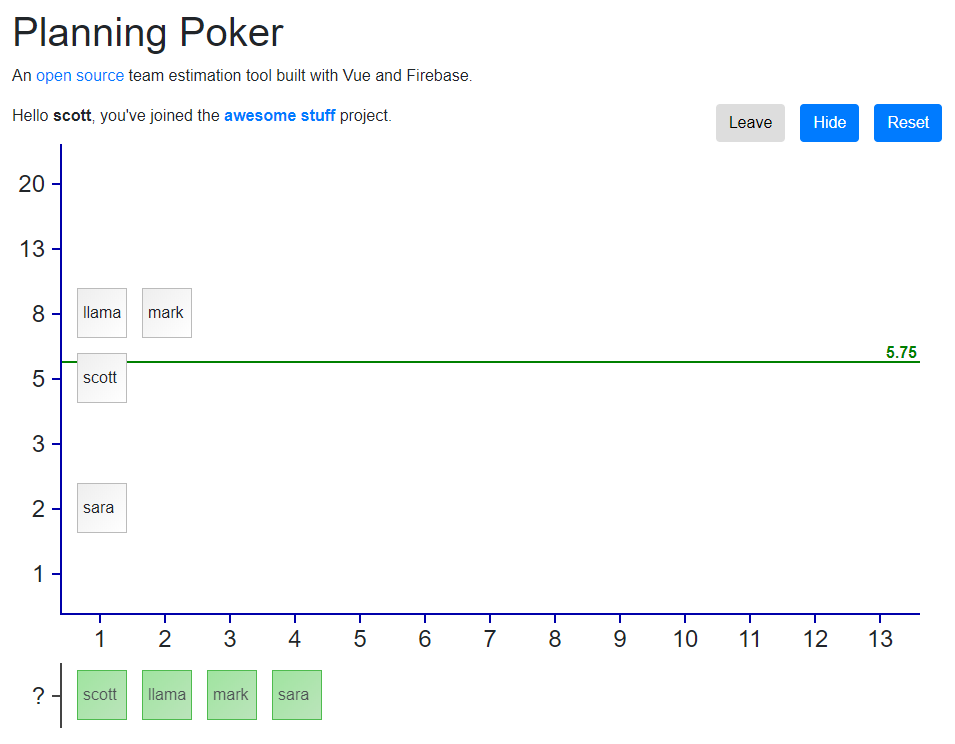 Planning Poker
An open source team estimation tool built with Vue and Firebase.
Hello scott, you've joined the awesome stuff project.
Leave Hide Reset
20
13
8 llama mark
5.75
5 scott
3
2 sara
1
1 2 3 4 5 6 7 8 9 10 11 12 13
? scott llama mark sara